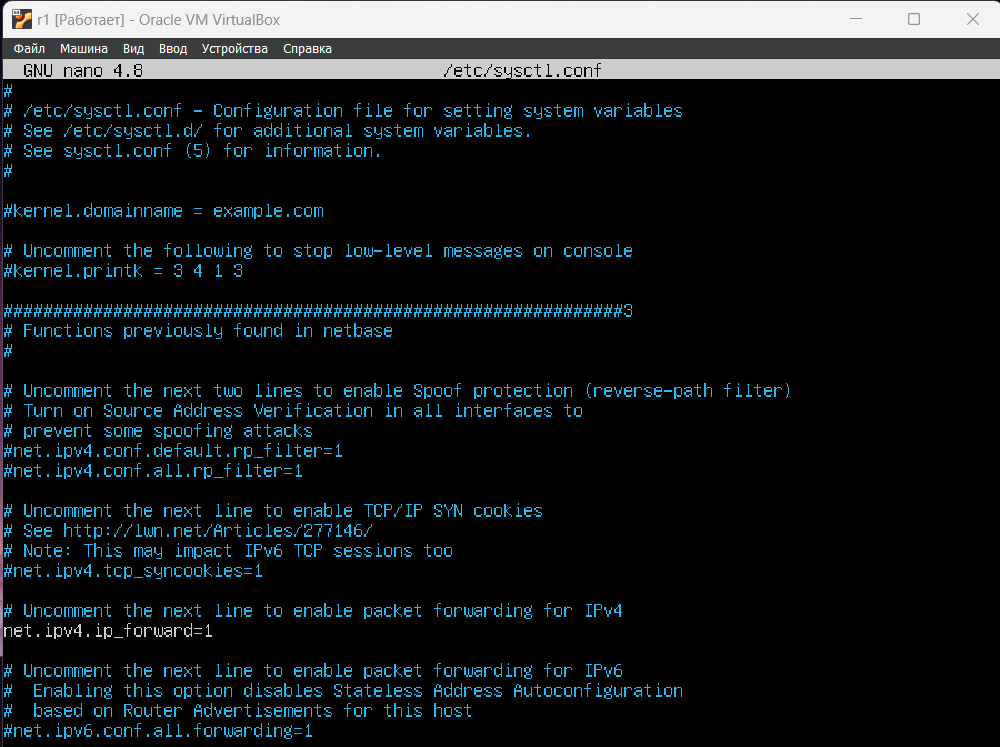 r1 [Работает] - Oracle VM VirtualBox
Файл Машина Вид Ввод Устройства Справка
GNU nano 4.8 /etc/sysctl.conf
#
# /etc/sysctl.conf - Configuration file for setting system variables
# See /etc/sysctl.d/ for additional system variables.
# See sysctl.conf (5) for information.
#
#kernel.domainname = example.com
# Uncomment the following to stop low-level messages on console
#kernel.printk = 3 4 1 3
##############################################################3
# Functions previously found in netbase
#
# Uncomment the next two lines to enable Spoof protection (reverse-path filter)
# Turn on Source Address Verification in all interfaces to
# prevent some spoofing attacks
#net.ipv4.conf.default.rp_filter=1
#net.ipv4.conf.all.rp_filter=1
# Uncomment the next line to enable TCP/IP SYN cookies
# See http://lwn.net/Articles/277146/
# Note: This may impact IPv6 TCP sessions too
#net.ipv4.tcp_syncookies=1
# Uncomment the next line to enable packet forwarding for IPv4
net.ipv4.ip_forward=1
# Uncomment the next line to enable packet forwarding for IPv6
#  Enabling this option disables Stateless Address Autoconfiguration
#  based on Router Advertisements for this host
#net.ipv6.conf.all.forwarding=1